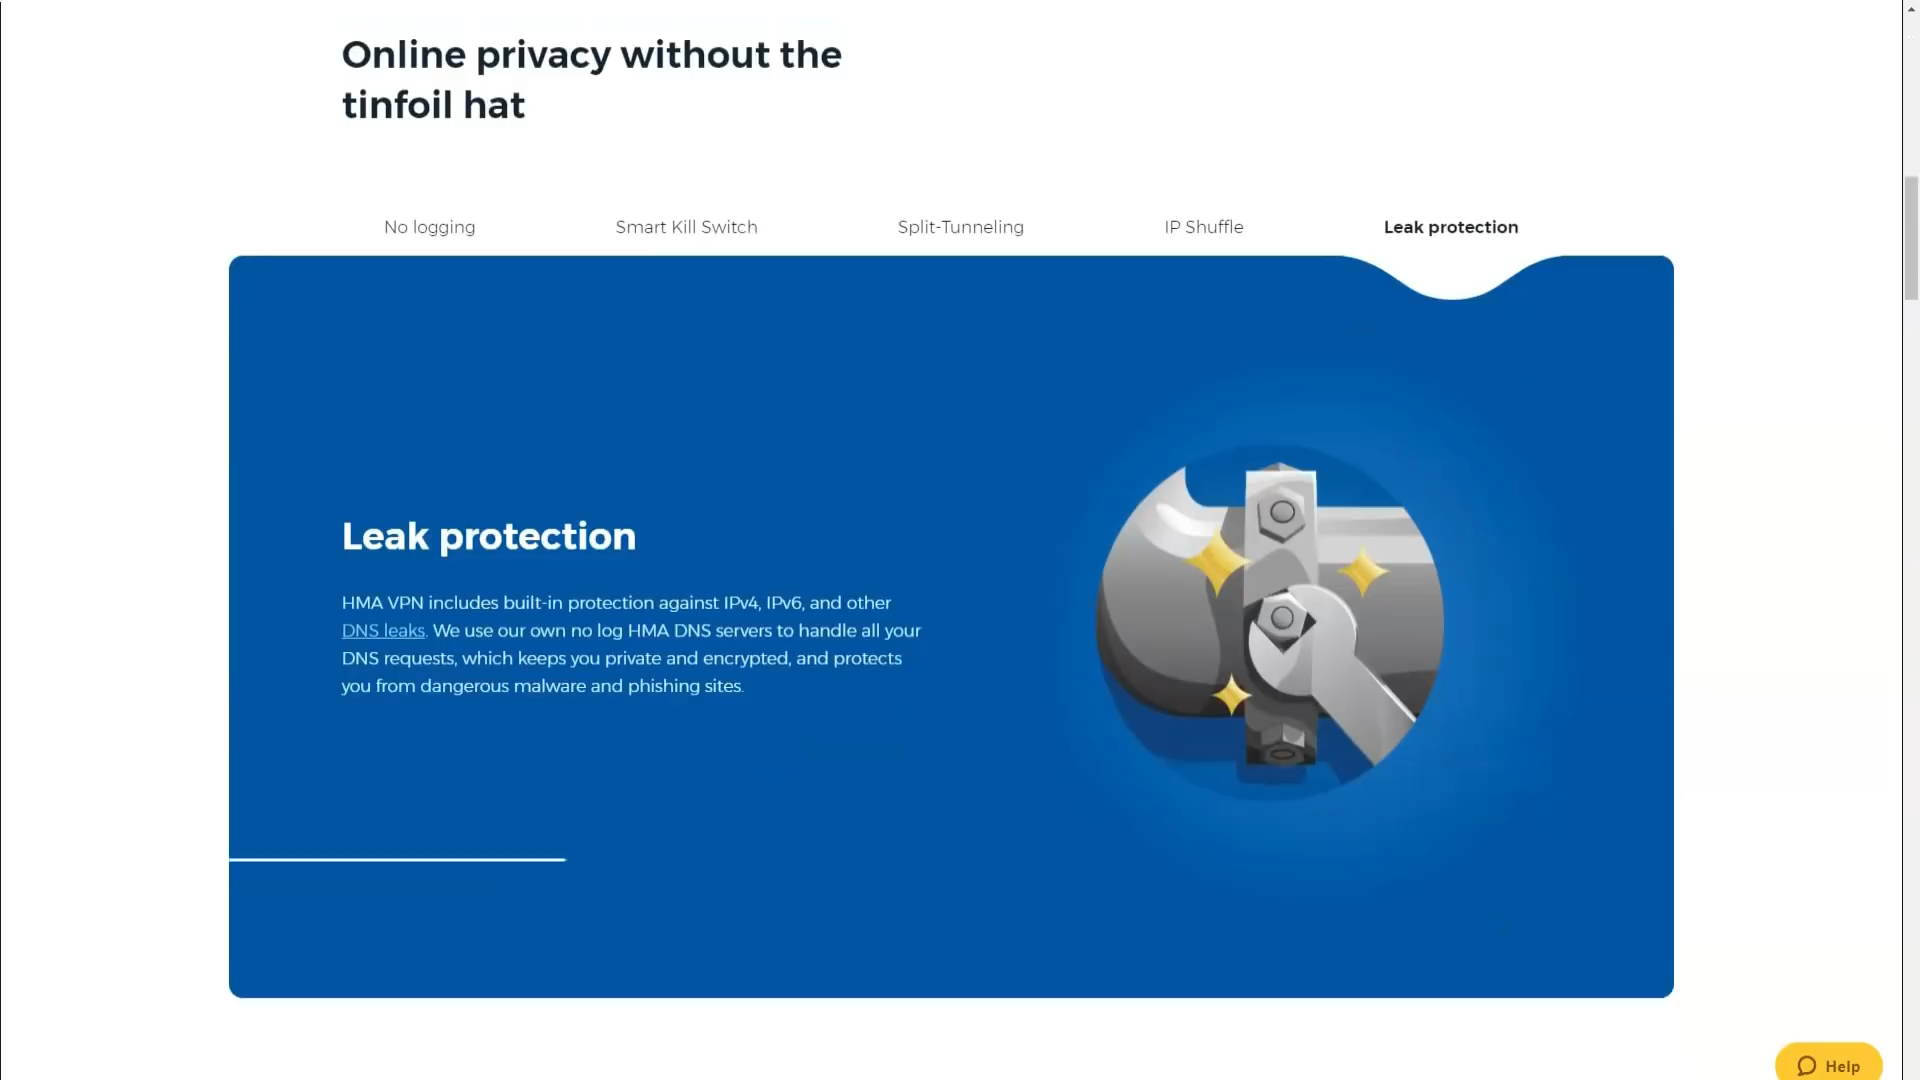 Online privacy without the
tinfoil hat
No logging
Smart Kill Switch
Split-Tunneling
IP Shuffle
Leak protection
Leak protection
HMA VPN includes built-in protection against IPv4, IPv6, and other
DNS leaks. We use our own no log HMA DNS servers to handle all your
DNS requests, which keeps you private and encrypted, and protects
you from dangerous malware and phishing sites.
Help